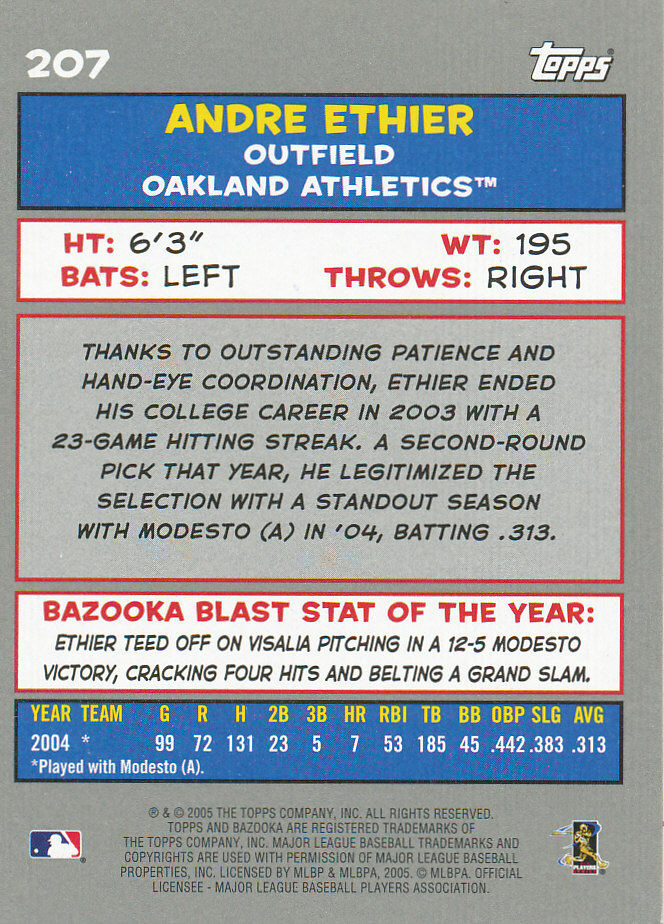 207
Topps®
ANDRE ETHIER
OUTFIELD
OAKLAND ATHLETICS™
HT: 6'3" WT: 195
BATS: LEFT THROWS: RIGHT
THANKS TO OUTSTANDING PATIENCE AND
HAND-EYE COORDINATION, ETHIER ENDED
HIS COLLEGE CAREER IN 2003 WITH A
23-GAME HITTING STREAK. A SECOND-ROUND
PICK THAT YEAR, HE LEGITIMIZED THE
SELECTION WITH A STANDOUT SEASON
WITH MODESTO (A) IN '04, BATTING .313.
BAZOOKA BLAST STAT OF THE YEAR:
ETHIER TEED OFF ON VISALIA PITCHING IN A 12-5 MODESTO
VICTORY, CRACKING FOUR HITS AND BELTING A GRAND SLAM.
YEAR TEAM G R H 2B 3B HR RBI TB BB OBP SLG AVG
2004 * 99 72 131 23 5 7 53 185 45 .442 .383 .313
*Played with Modesto (A).
® & © 2005 THE TOPPS COMPANY, INC. ALL RIGHTS RESERVED.
TOPPS AND BAZOOKA ARE REGISTERED TRADEMARKS OF
THE TOPPS COMPANY, INC. MAJOR LEAGUE BASEBALL TRADEMARKS AND
COPYRIGHTS ARE USED WITH PERMISSION OF MAJOR LEAGUE BASEBALL
PROPERTIES, INC. LICENSED BY MLBP & MLBPA, 2005. © MLBPA. OFFICIAL
LICENSEE - MAJOR LEAGUE BASEBALL PLAYERS ASSOCIATION.